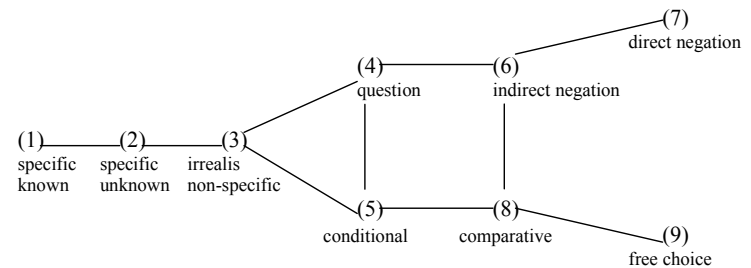 (7)
direct negation
(4)
question
(6)
indirect negation
(1)
specific
known
(2)
specific
unknown
(3)
irrealis
non-specific
(5)
conditional
(8)
comparative
(9)
free choice